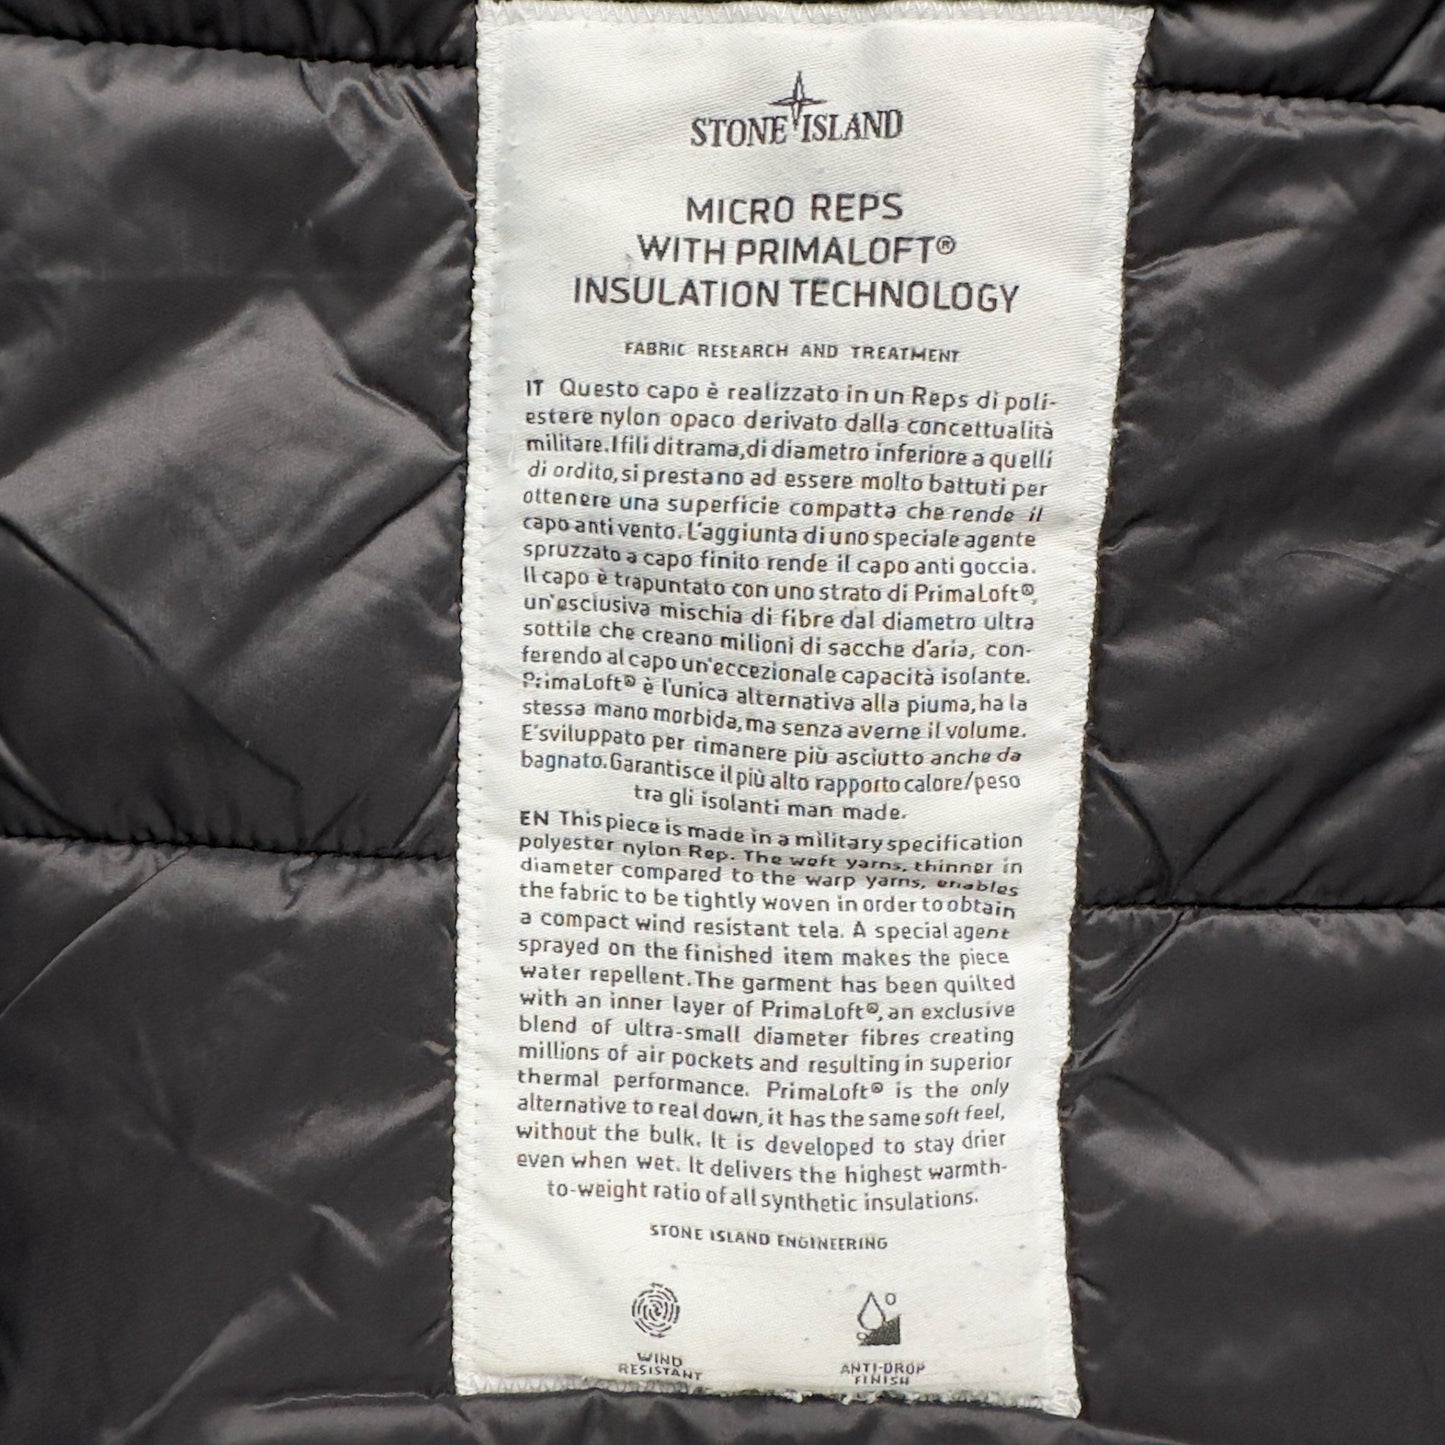 STONE ISLAND
MICRO REPS
WITH PRIMALOFT®
INSULATION TECHNOLOGY
FABRIC RESEARCH AND TREATMENT
IT Questo capo è realizzato in un Reps di poli-
estere nylon opaco derivato dalla concettualità
militare. I fili di trama, di diametro inferiore a quelli
di ordito, si prestano ad essere molto battuti per
ottenere una superficie compatta che rende il
capo anti vento. L'aggiunta di uno speciale agente
spruzzato a capo finito rende il capo anti goccia.
Il capo è trapuntato con uno strato di PrimaLoft®,
un'esclusiva mischia di fibre dal diametro ultra
sottile che creano milioni di sacche d'aria, con-
ferendo al capo un'eccezionale capacità isolante.
PrimaLoft® è l'unica alternativa alla piuma, ha la
stessa mano morbida, ma senza averne il volume.
E'sviluppato per rimanere più asciutto anche da
bagnato. Garantisce il più alto rapporto calore/peso
tra gli isolanti man made.
EN This piece is made in a military specification
polyester nylon Rep. The weft yarns, thinner in
diameter compared to the warp yarns, enables
the fabric to be tightly woven in order to obtain
a compact wind resistant tela. A special agent
sprayed on the finished item makes the piece
water repellent. The garment has been quilted
with an inner layer of PrimaLoft®, an exclusive
blend of ultra-small diameter fibres creating
millions of air pockets and resulting in superior
thermal performance. PrimaLoft® is the only
alternative to real down, it has the same soft feel,
without the bulk. It is developed to stay drier
even when wet. It delivers the highest warmth-
to-weight ratio of all synthetic insulations.
STONE ISLAND ENGINEERING
WIND
RESISTANT
ANTI-DROP
FINISH